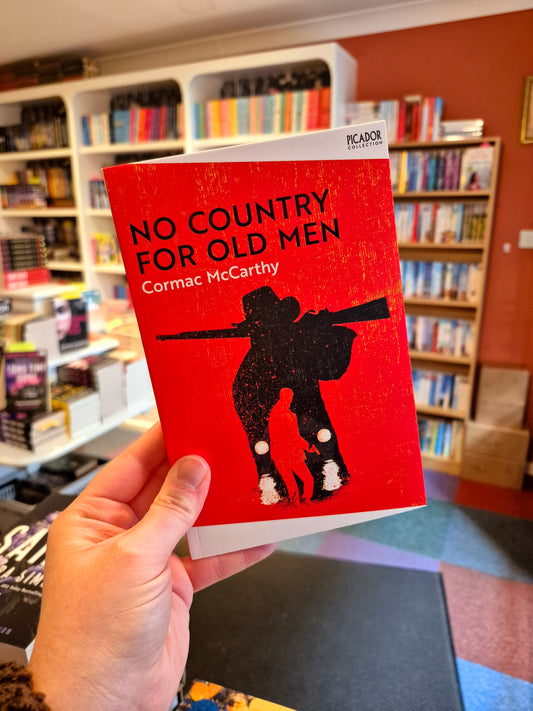 PICADOR
COLLECTION
NO COUNTRY
FOR OLD MEN
Cormac McCarthy